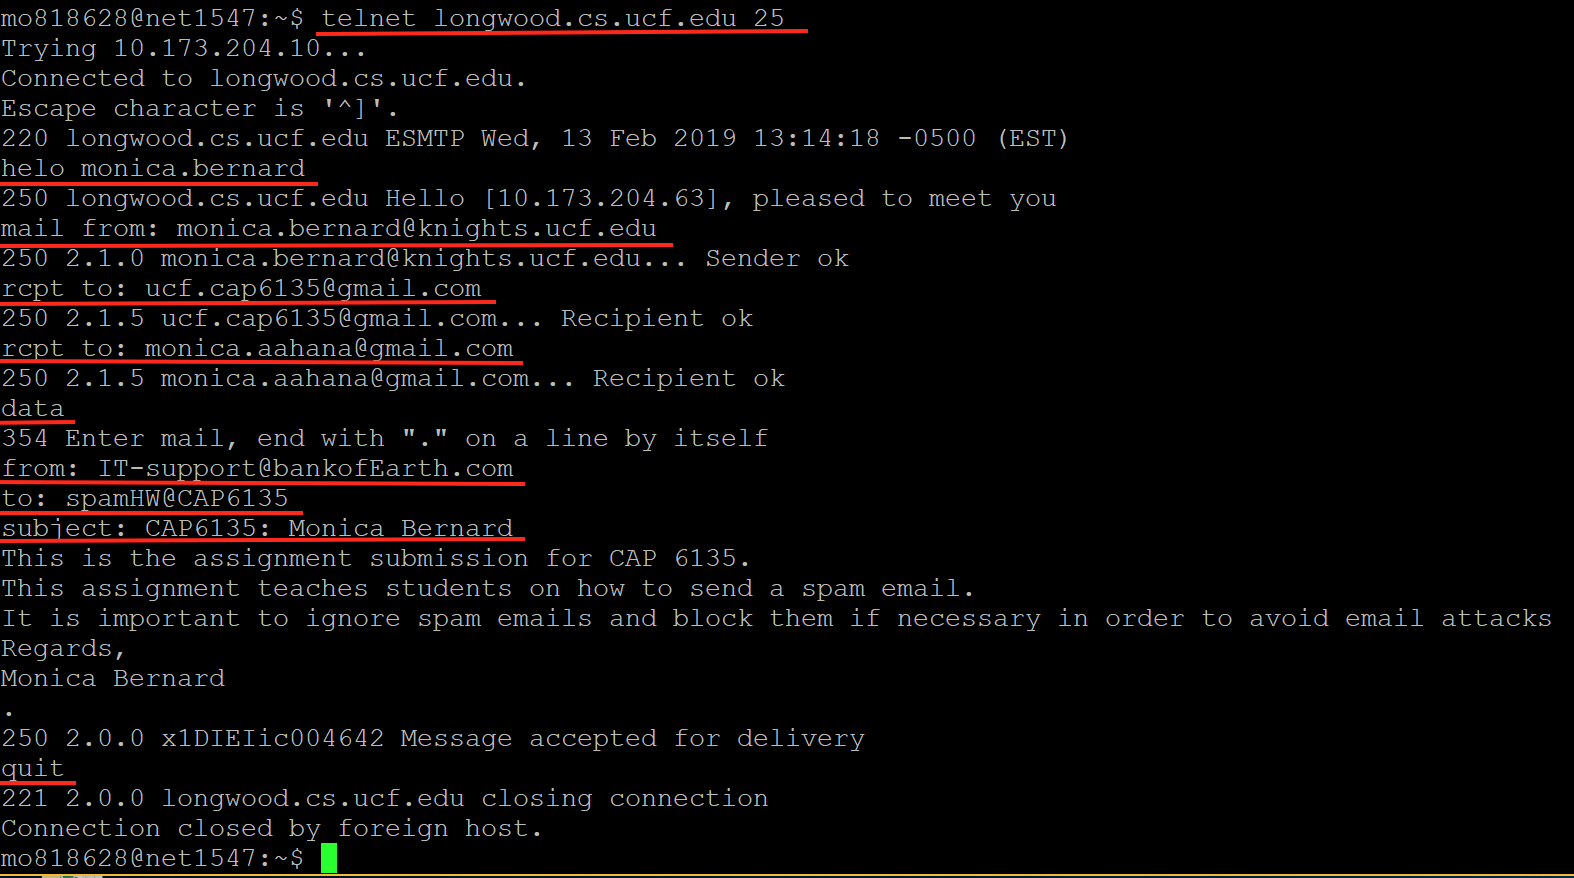 mo818628@net1547:~$ telnet longwood.cs.ucf.edu 25
Trying 10.173.204.10...
Connected to longwood.cs.ucf.edu.
Escape character is '^]'.
220 longwood.cs.ucf.edu ESMTP Wed, 13 Feb 2019 13:14:18 -0500 (EST)
helo monica.bernard
250 longwood.cs.ucf.edu Hello [10.173.204.63], pleased to meet you
mail from: monica.bernard@knights.ucf.edu
250 2.1.0 monica.bernard@knights.ucf.edu... Sender ok
rcpt to: ucf.cap6135@gmail.com
250 2.1.5 ucf.cap6135@gmail.com... Recipient ok
rcpt to: monica.aahana@gmail.com
250 2.1.5 monica.aahana@gmail.com... Recipient ok
data
354 Enter mail, end with "." on a line by itself
from: IT-support@bankofEarth.com
to: spamHW@CAP6135
subject: CAP6135: Monica Bernard
This is the assignment submission for CAP 6135.
This assignment teaches students on how to send a spam email.
It is important to ignore spam emails and block them if necessary in order to avoid email attacks
Regards,
Monica Bernard
.
250 2.0.0 x1DIEIic004642 Message accepted for delivery
quit
221 2.0.0 longwood.cs.ucf.edu closing connection
Connection closed by foreign host.
mo818628@net1547:~$